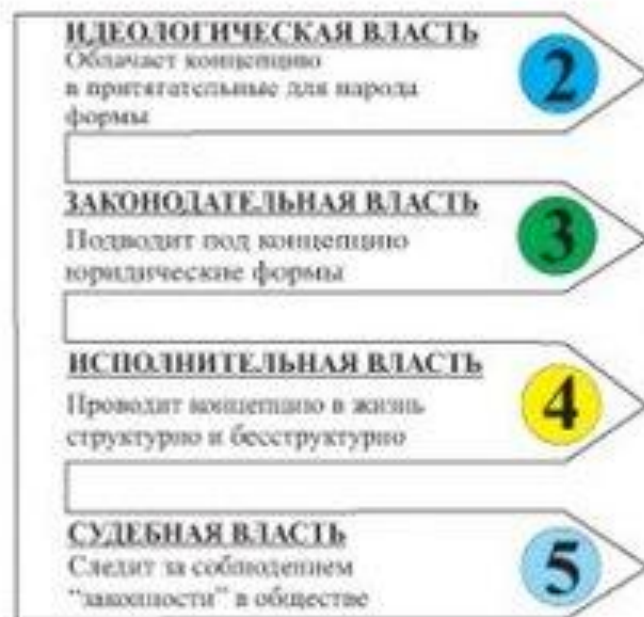 ИДЕОЛОГИЧЕСКАЯ ВЛАСТЬ
Облачает концепцию
в притягательные для народа
формы
2
ЗАКОНОДАТЕЛЬНАЯ ВЛАСТЬ
Подводит под концепцию
юридические формы
3
ИСПОЛНИТЕЛЬНАЯ ВЛАСТЬ
Проводит концепцию в жизнь
структурно и бесструктурно
4
СУДЕБНАЯ ВЛАСТЬ
Следит за соблюдением
"законности" в обществе
5